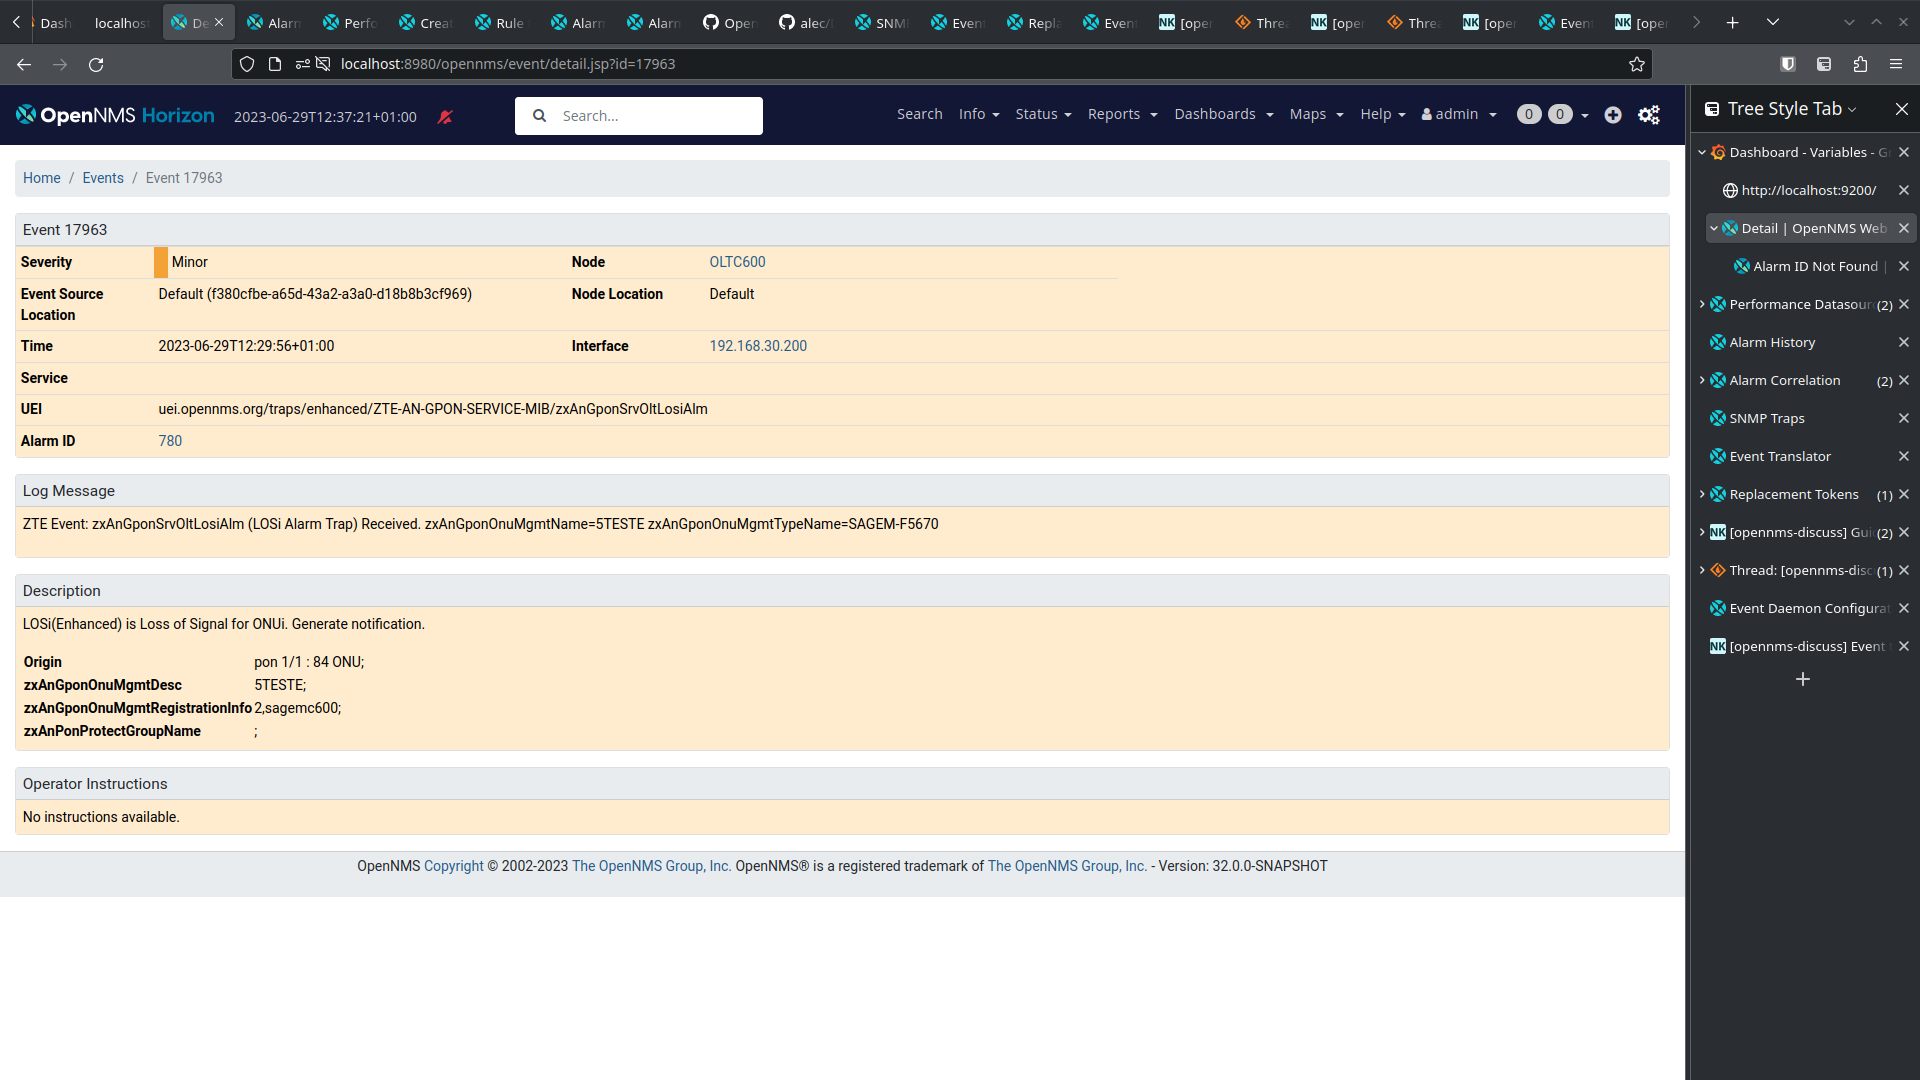 Dash
localhos
De
Alarn
Perfo
Creat
Rule
Alarn
Alarn
Open
alec/
SNM
Even
Repla
Even
NK [oper
Threa
NK [oper
Threa
NK [oper
Even
NK [oper
localhost:8980/opennms/event/detail.jsp?id=17963
OpenNMS Horizon 2023-06-29T12:37:21+01:00 Search... Search Info Status Reports Dashboards Maps Help admin 0 0
Home / Events / Event 17963
Event 17963
Severity Minor Node OLTC600
Event Source Location Default (f380cfbe-a65d-43a2-a3a0-d18b8b3cf969) Node Location Default
Time 2023-06-29T12:29:56+01:00 Interface 192.168.30.200
Service
UEI uei.opennms.org/traps/enhanced/ZTE-AN-GPON-SERVICE-MIB/zxAnGponSrvOltLosiAlm
Alarm ID 780
Log Message
ZTE Event: zxAnGponSrvOltLosiAlm (LOSi Alarm Trap) Received. zxAnGponOnuMgmtName=5TESTE zxAnGponOnuMgmtTypeName=SAGEM-F5670
Description
LOSi(Enhanced) is Loss of Signal for ONUi. Generate notification.
Origin pon 1/1 : 84 ONU;
zxAnGponOnuMgmtDesc 5TESTE;
zxAnGponOnuMgmtRegistrationInfo 2,sagemc600;
zxAnPonProtectGroupName ;
Operator Instructions
No instructions available.
OpenNMS Copyright © 2002-2023 The OpenNMS Group, Inc. OpenNMS® is a registered trademark of The OpenNMS Group, Inc. - Version: 32.0.0-SNAPSHOT
Tree Style Tab
Dashboard - Variables - G
http://localhost:9200/
Detail | OpenNMS Web
Alarm ID Not Found |
Performance Datasour (2)
Alarm History
Alarm Correlation (2)
SNMP Traps
Event Translator
Replacement Tokens (1)
NK [opennms-discuss] Gui (2)
Thread: [opennms-disc (1)
Event Daemon Configurat
NK [opennms-discuss] Event